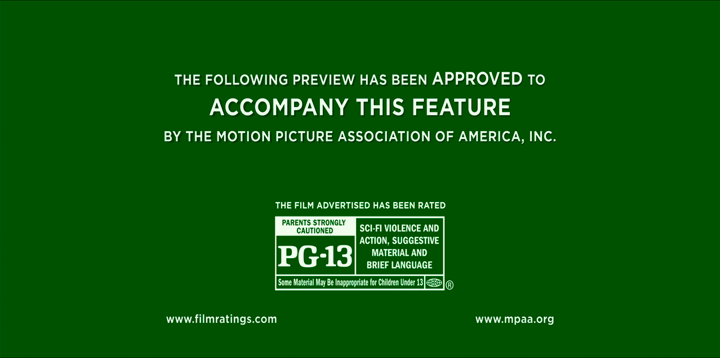 THE FOLLOWING PREVIEW HAS BEEN APPROVED TO
ACCOMPANY THIS FEATURE
BY THE MOTION PICTURE ASSOCIATION OF AMERICA, INC.
THE FILM ADVERTISED HAS BEEN RATED
PARENTS STRONGLY
CAUTIONED
PG-13
SCI-FI VIOLENCE AND
ACTION, SUGGESTIVE
MATERIAL AND
BRIEF LANGUAGE
Some Material May Be Inappropriate for Children Under 13
®
www.filmratings.com
www.mpaa.org